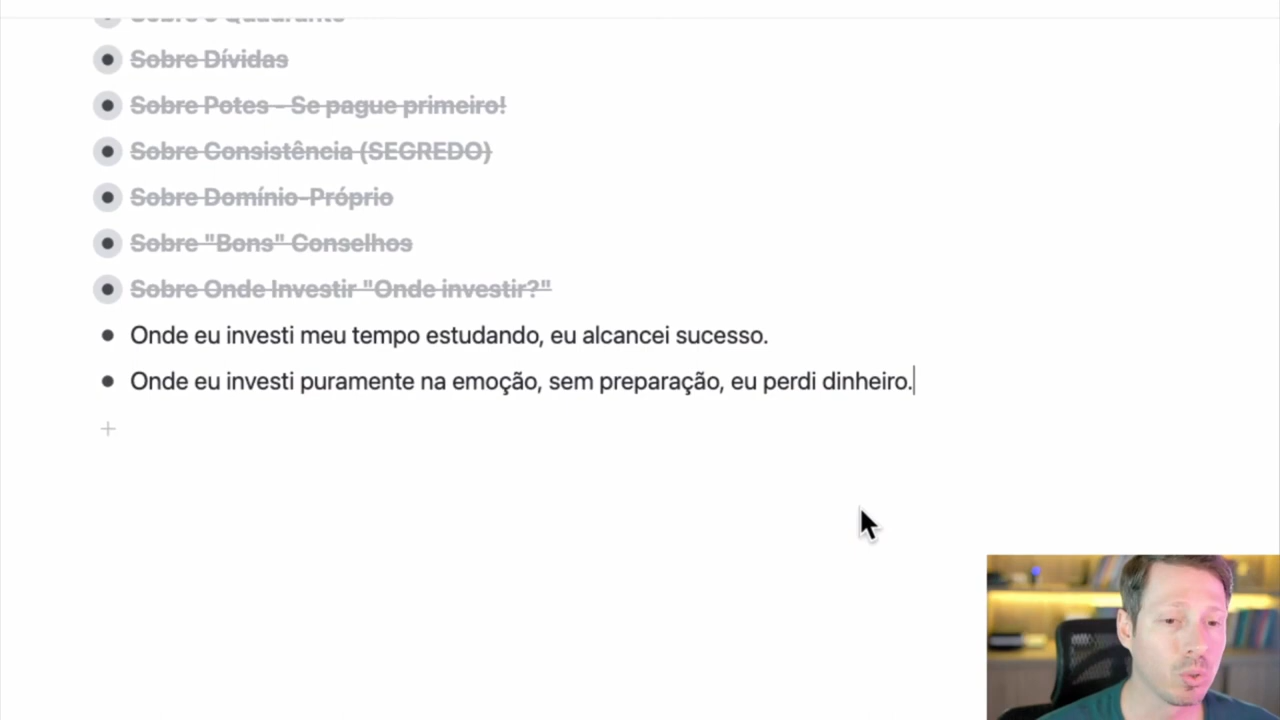 Sobre o Quadrante
Sobre Dívidas
Sobre Potes - Se pague primeiro!
Sobre Consistência (SEGREDO)
Sobre Domínio-Próprio
Sobre "Bons" Conselhos
Sobre Onde Investir "Onde investir?"
Onde eu investi meu tempo estudando, eu alcancei sucesso.
Onde eu investi puramente na emoção, sem preparação, eu perdi dinheiro.